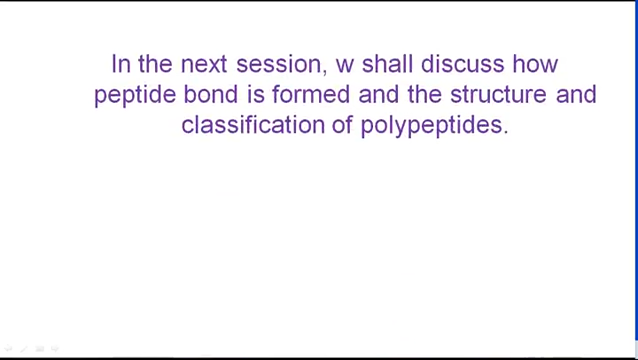 In the next session, w shall discuss how
peptide bond is formed and the structure and
classification of polypeptides.